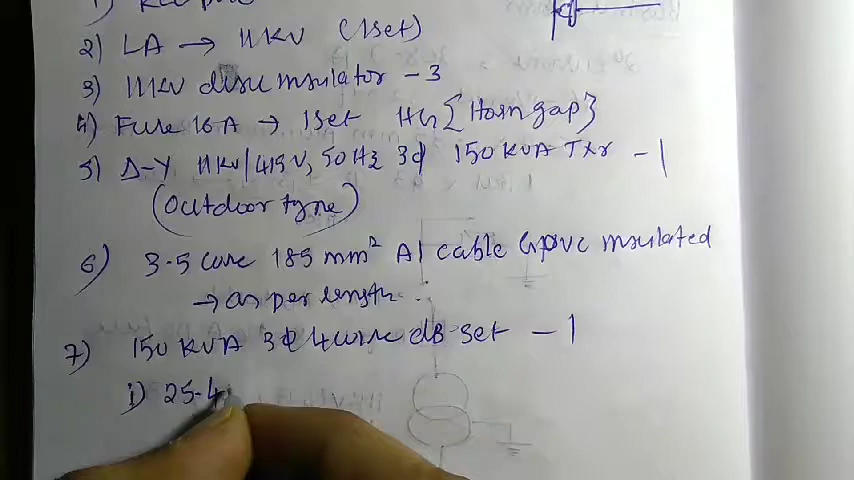 1)
2) LA → 11KV (1set)
3) 11KV disc insulator - 3
4) Fuse 16A → 1set HG {Horn gap}
5) Δ-Y 11KV/415V, 50Hz 3φ 150KVA Txr - 1
(Outdoor type)
6) 3.5 core 185 mm² Al cable pvc insulated
→ as per length.
7) 150 KVA 3φ 4wire dB set - 1
i) 25-4